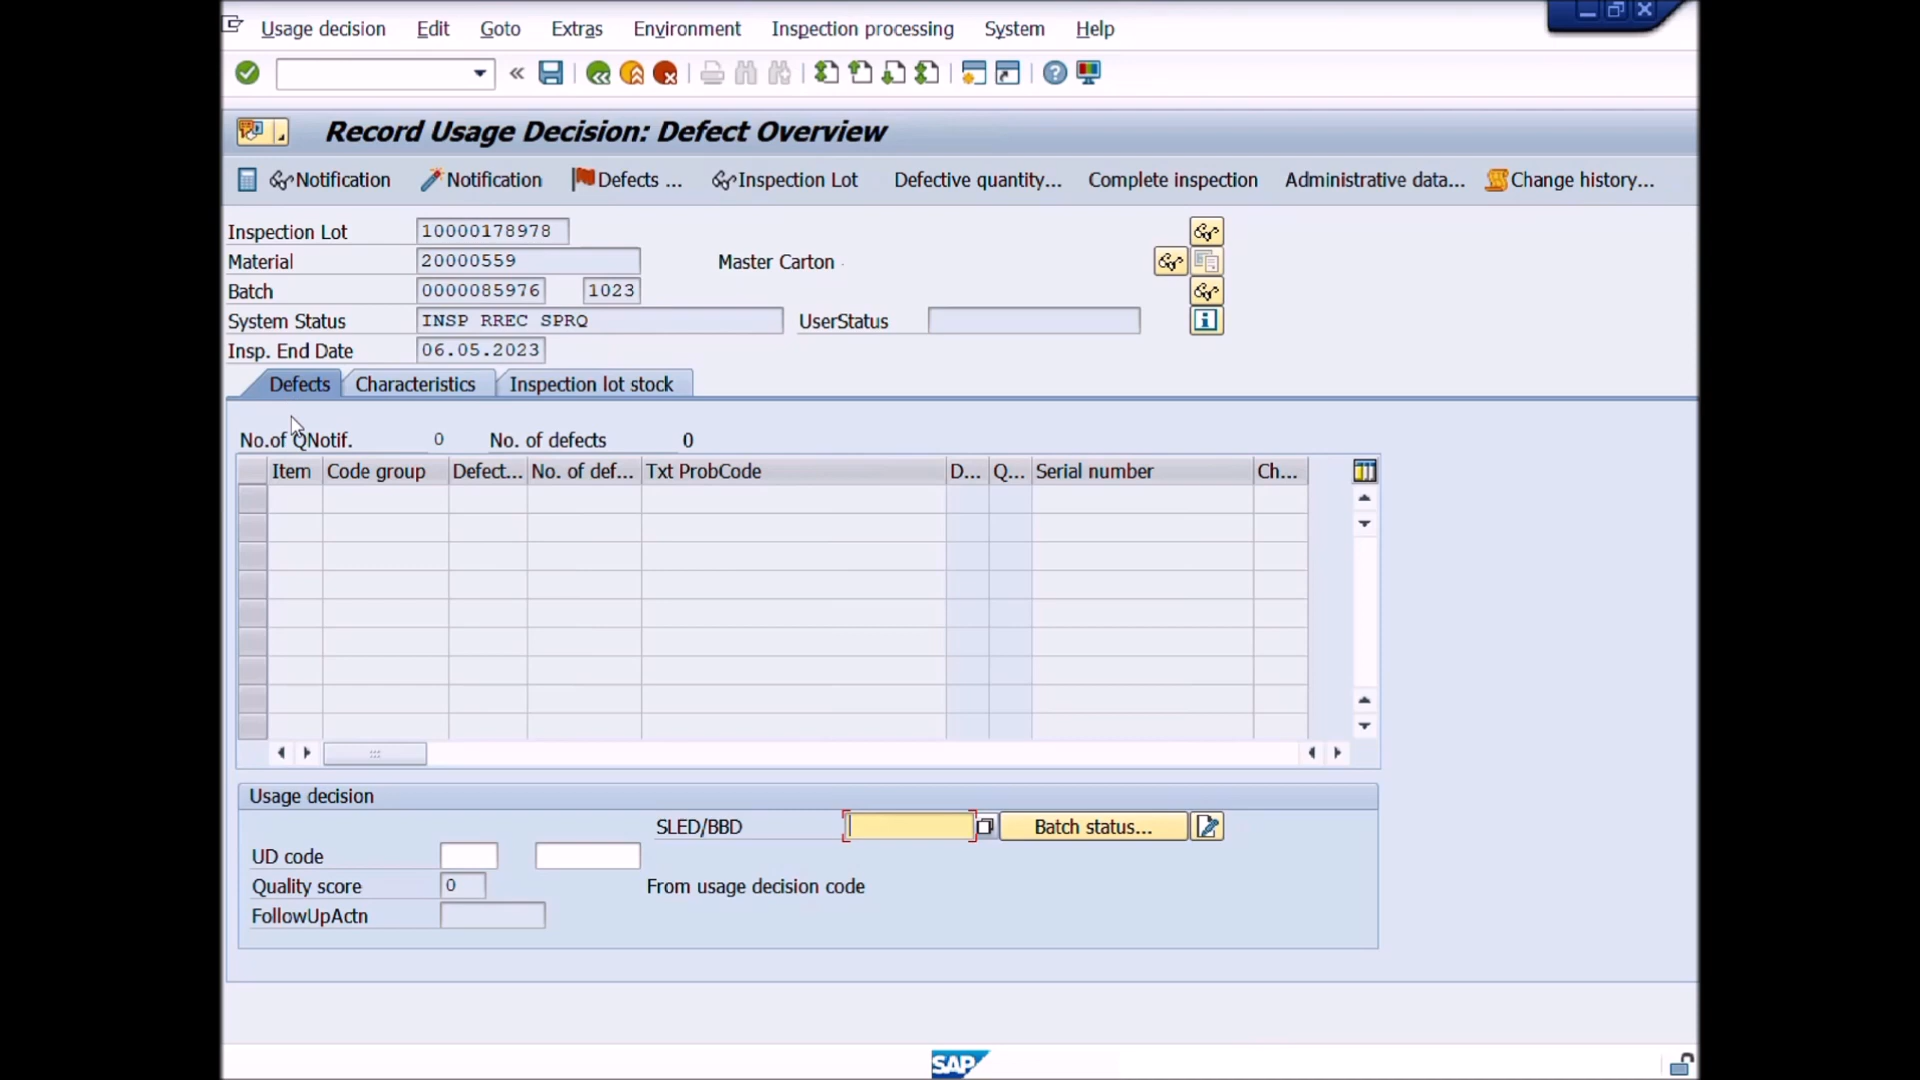 Usage decision Edit Goto Extras Environment Inspection processing System Help
Record Usage Decision: Defect Overview
Notification Notification Defects ... Inspection Lot Defective quantity... Complete inspection Administrative data... Change history...
Inspection Lot 10000178978
Material 20000559 Master Carton
Batch 0000085976 1023
System Status INSP RREC SPRQ UserStatus
Insp. End Date 06.05.2023
Defects Characteristics Inspection lot stock
No.of QNotif. 0 No. of defects 0
Item Code group Defect... No. of def... Txt ProbCode D... Q... Serial number Ch...
Usage decision
SLED/BBD Batch status...
UD code
Quality score 0 From usage decision code
FollowUpActn
SAP